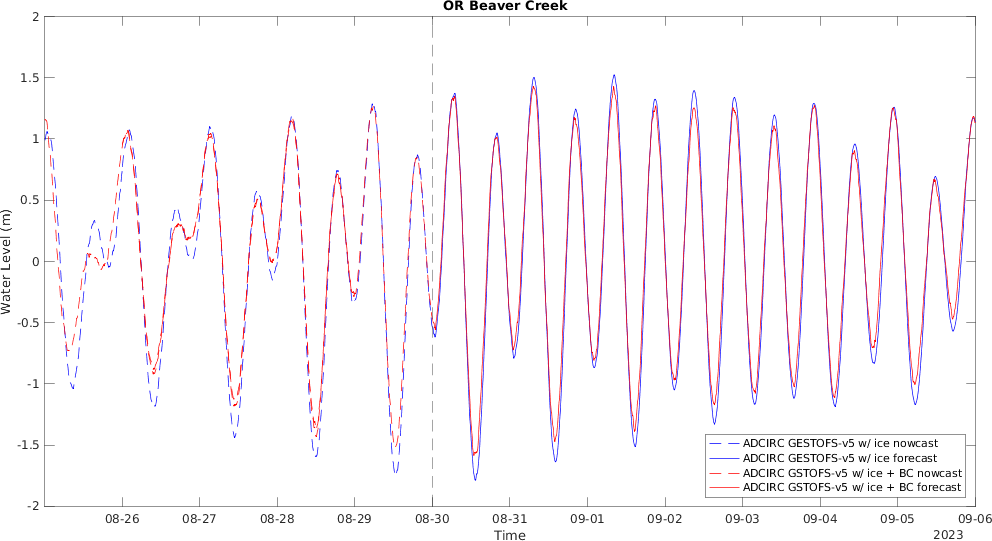 OR Beaver Creek
Water Level (m)
2
1.5
1
0.5
0
-0.5
-1
-1.5
-2
ADCIRC GESTOFS-v5 w/ ice nowcast
ADCIRC GESTOFS-v5 w/ ice forecast
ADCIRC GSTOFS-v5 w/ ice + BC nowcast
ADCIRC GSTOFS-v5 w/ ice + BC forecast
08-26 08-27 08-28 08-29 08-30 08-31 09-01 09-02 09-03 09-04 09-05 09-06
Time
2023